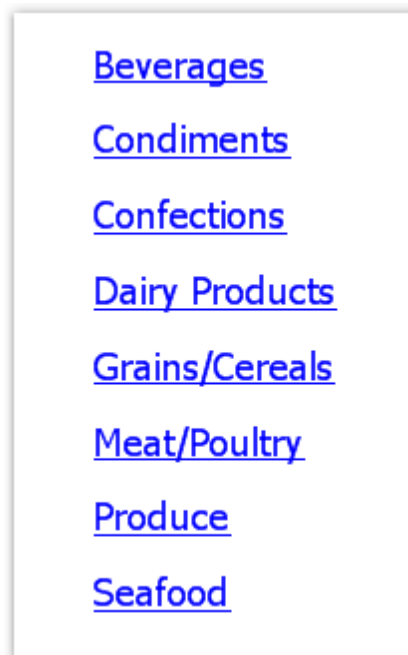 Beverages
Condiments
Confections
Dairy Products
Grains/Cereals
Meat/Poultry
Produce
Seafood